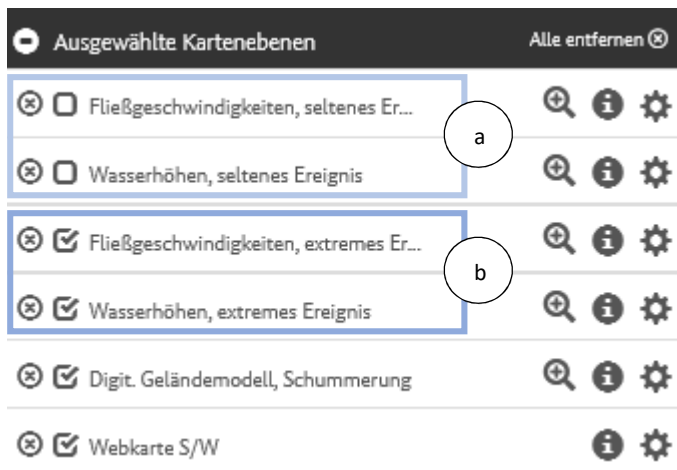 Ausgewählte Kartenebenen Alle entfernen
Fließgeschwindigkeiten, seltenes Er...
a
Wasserhöhen, seltenes Ereignis
Fließgeschwindigkeiten, extremes Er...
b
Wasserhöhen, extremes Ereignis
Digit. Geländemodell, Schummerung
Webkarte S/W